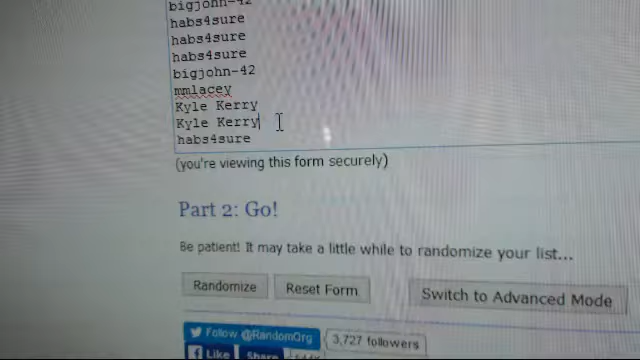 bigjohn-42
habs4sure
habs4sure
habs4sure
bigjohn-42
mmlacey
Kyle Kerry
Kyle Kerry
habs4sure
(you're viewing this form securely)
Part 2: Go!
Be patient! It may take a little while to randomize your list...
Randomize Reset Form Switch to Advanced Mode
Follow @RandomOrg 3,727 followers
Like Share